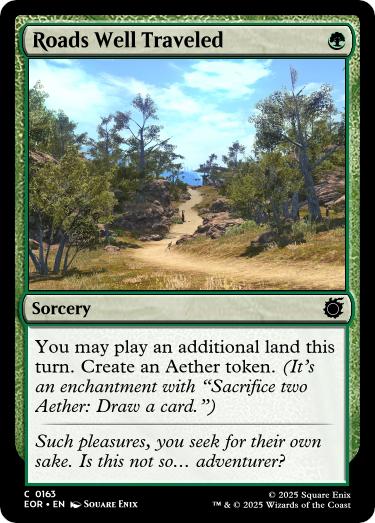 Roads Well Traveled
Sorcery
You may play an additional land this
turn. Create an Aether token. (It's
an enchantment with “Sacrifice two
Aether: Draw a card.”)
Such pleasures, you seek for their own
sake. Is this not so… adventurer?
C 0163
EOR • EN Square Enix
© 2025 Square Enix
™ & © 2025 Wizards of the Coast